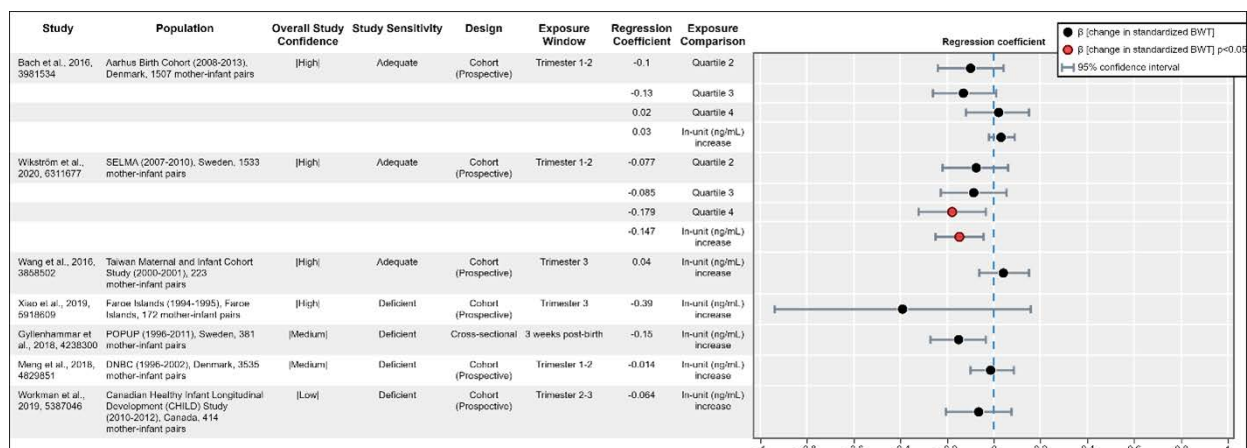 Study Population Overall Study Confidence Study Sensitivity Design Exposure Window Regression Coefficient Exposure Comparison
Regression coefficient
β [change in standardized BWT]
β [change in standardized BWT] p<0.05
95% confidence interval
Bach et al., 2016, 3981534 Aarhus Birth Cohort (2008-2013), Denmark, 1507 mother-infant pairs |High| Adequate Cohort (Prospective) Trimester 1-2 -0.1 Quartile 2
-0.13 Quartile 3
0.02 Quartile 4
0.03 ln-unit (ng/mL) increase
Wikström et al., 2020, 6311677 SELMA (2007-2010), Sweden, 1533 mother-infant pairs |High| Adequate Cohort (Prospective) Trimester 1-2 -0.077 Quartile 2
-0.085 Quartile 3
-0.179 Quartile 4
-0.147 ln-unit (ng/mL) increase
Wang et al., 2016, 3858502 Taiwan Maternal and Infant Cohort Study (2000-2001), 223 mother-infant pairs |High| Adequate Cohort (Prospective) Trimester 3 0.04 ln-unit (ng/mL) increase
Xiao et al., 2019, 5918609 Faroe Islands (1994-1995), Faroe Islands, 172 mother-infant pairs |High| Deficient Cohort (Prospective) Trimester 3 -0.39 ln-unit (ng/mL) increase
Gyllenhammar et al., 2018, 4238300 POPUP (1996-2011), Sweden, 381 mother-infant pairs |Medium| Deficient Cross-sectional 3 weeks post-birth -0.15 ln-unit (ng/mL) increase
Meng et al., 2018, 4829851 DNBC (1996-2002), Denmark, 3535 mother-infant pairs |Medium| Deficient Cohort (Prospective) Trimester 1-2 -0.014 ln-unit (ng/mL) increase
Workman et al., 2019, 5387046 Canadian Healthy Infant Longitudinal Development (CHILD) Study (2010-2012), Canada, 414 mother-infant pairs |Low| Deficient Cohort (Prospective) Trimester 2-3 -0.064 ln-unit (ng/mL) increase